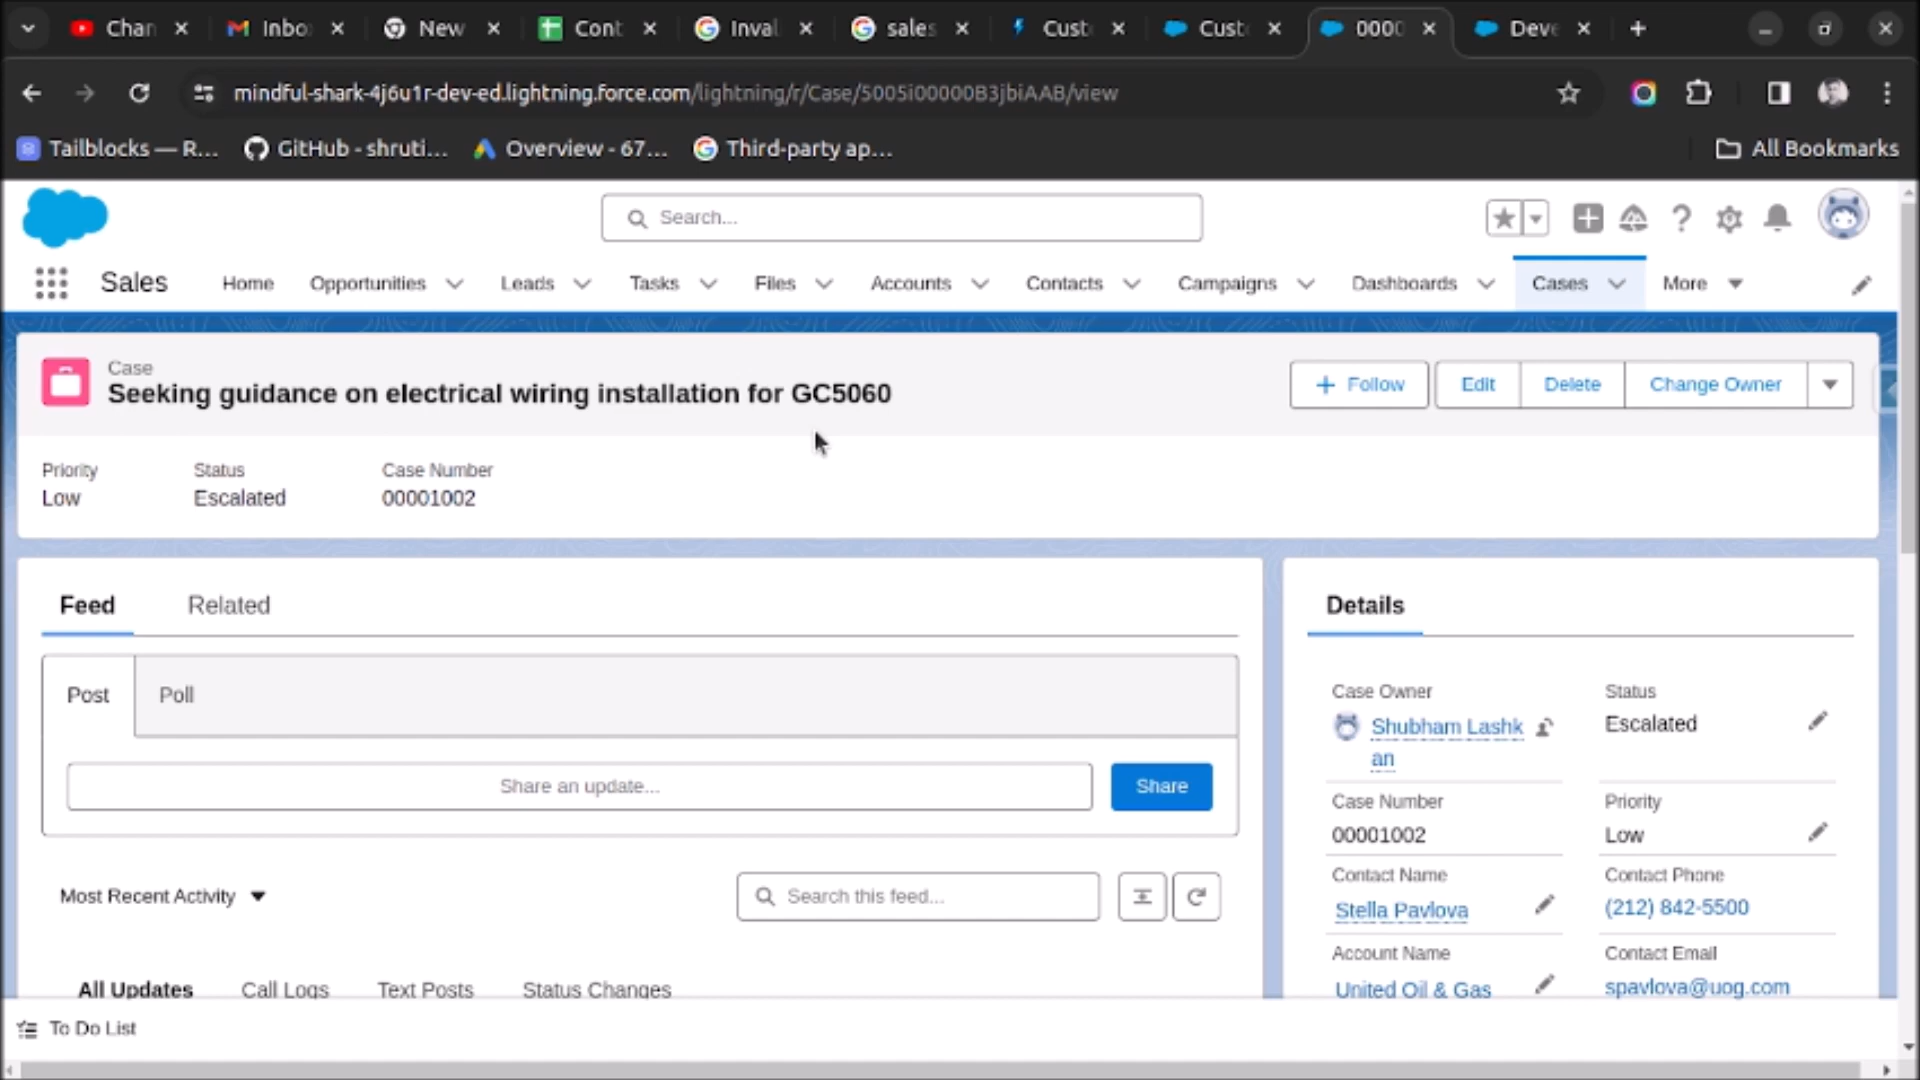 Chan
Inbo
New
Cont
Inval
sales
Cust
Cust
0000
Deve
mindful-shark-4j6u1r-dev-ed.lightning.force.com/lightning/r/Case/5005i00000B3jbiAAB/view
Tailblocks — R...
GitHub - shruti...
Overview - 67...
Third-party ap...
All Bookmarks
Search...
Sales
Home
Opportunities
Leads
Tasks
Files
Accounts
Contacts
Campaigns
Dashboards
Cases
More
Case
Seeking guidance on electrical wiring installation for GC5060
Follow
Edit
Delete
Change Owner
Priority
Status
Case Number
Low
Escalated
00001002
Feed
Related
Post
Poll
Share an update...
Share
Most Recent Activity
Search this feed...
All Updates
Call Logs
Text Posts
Status Changes
Details
Case Owner
Status
Shubham Lashk
an
Escalated
Case Number
Priority
00001002
Low
Contact Name
Contact Phone
Stella Pavlova
(212) 842-5500
Account Name
Contact Email
United Oil & Gas
spavlova@uog.com
To Do List